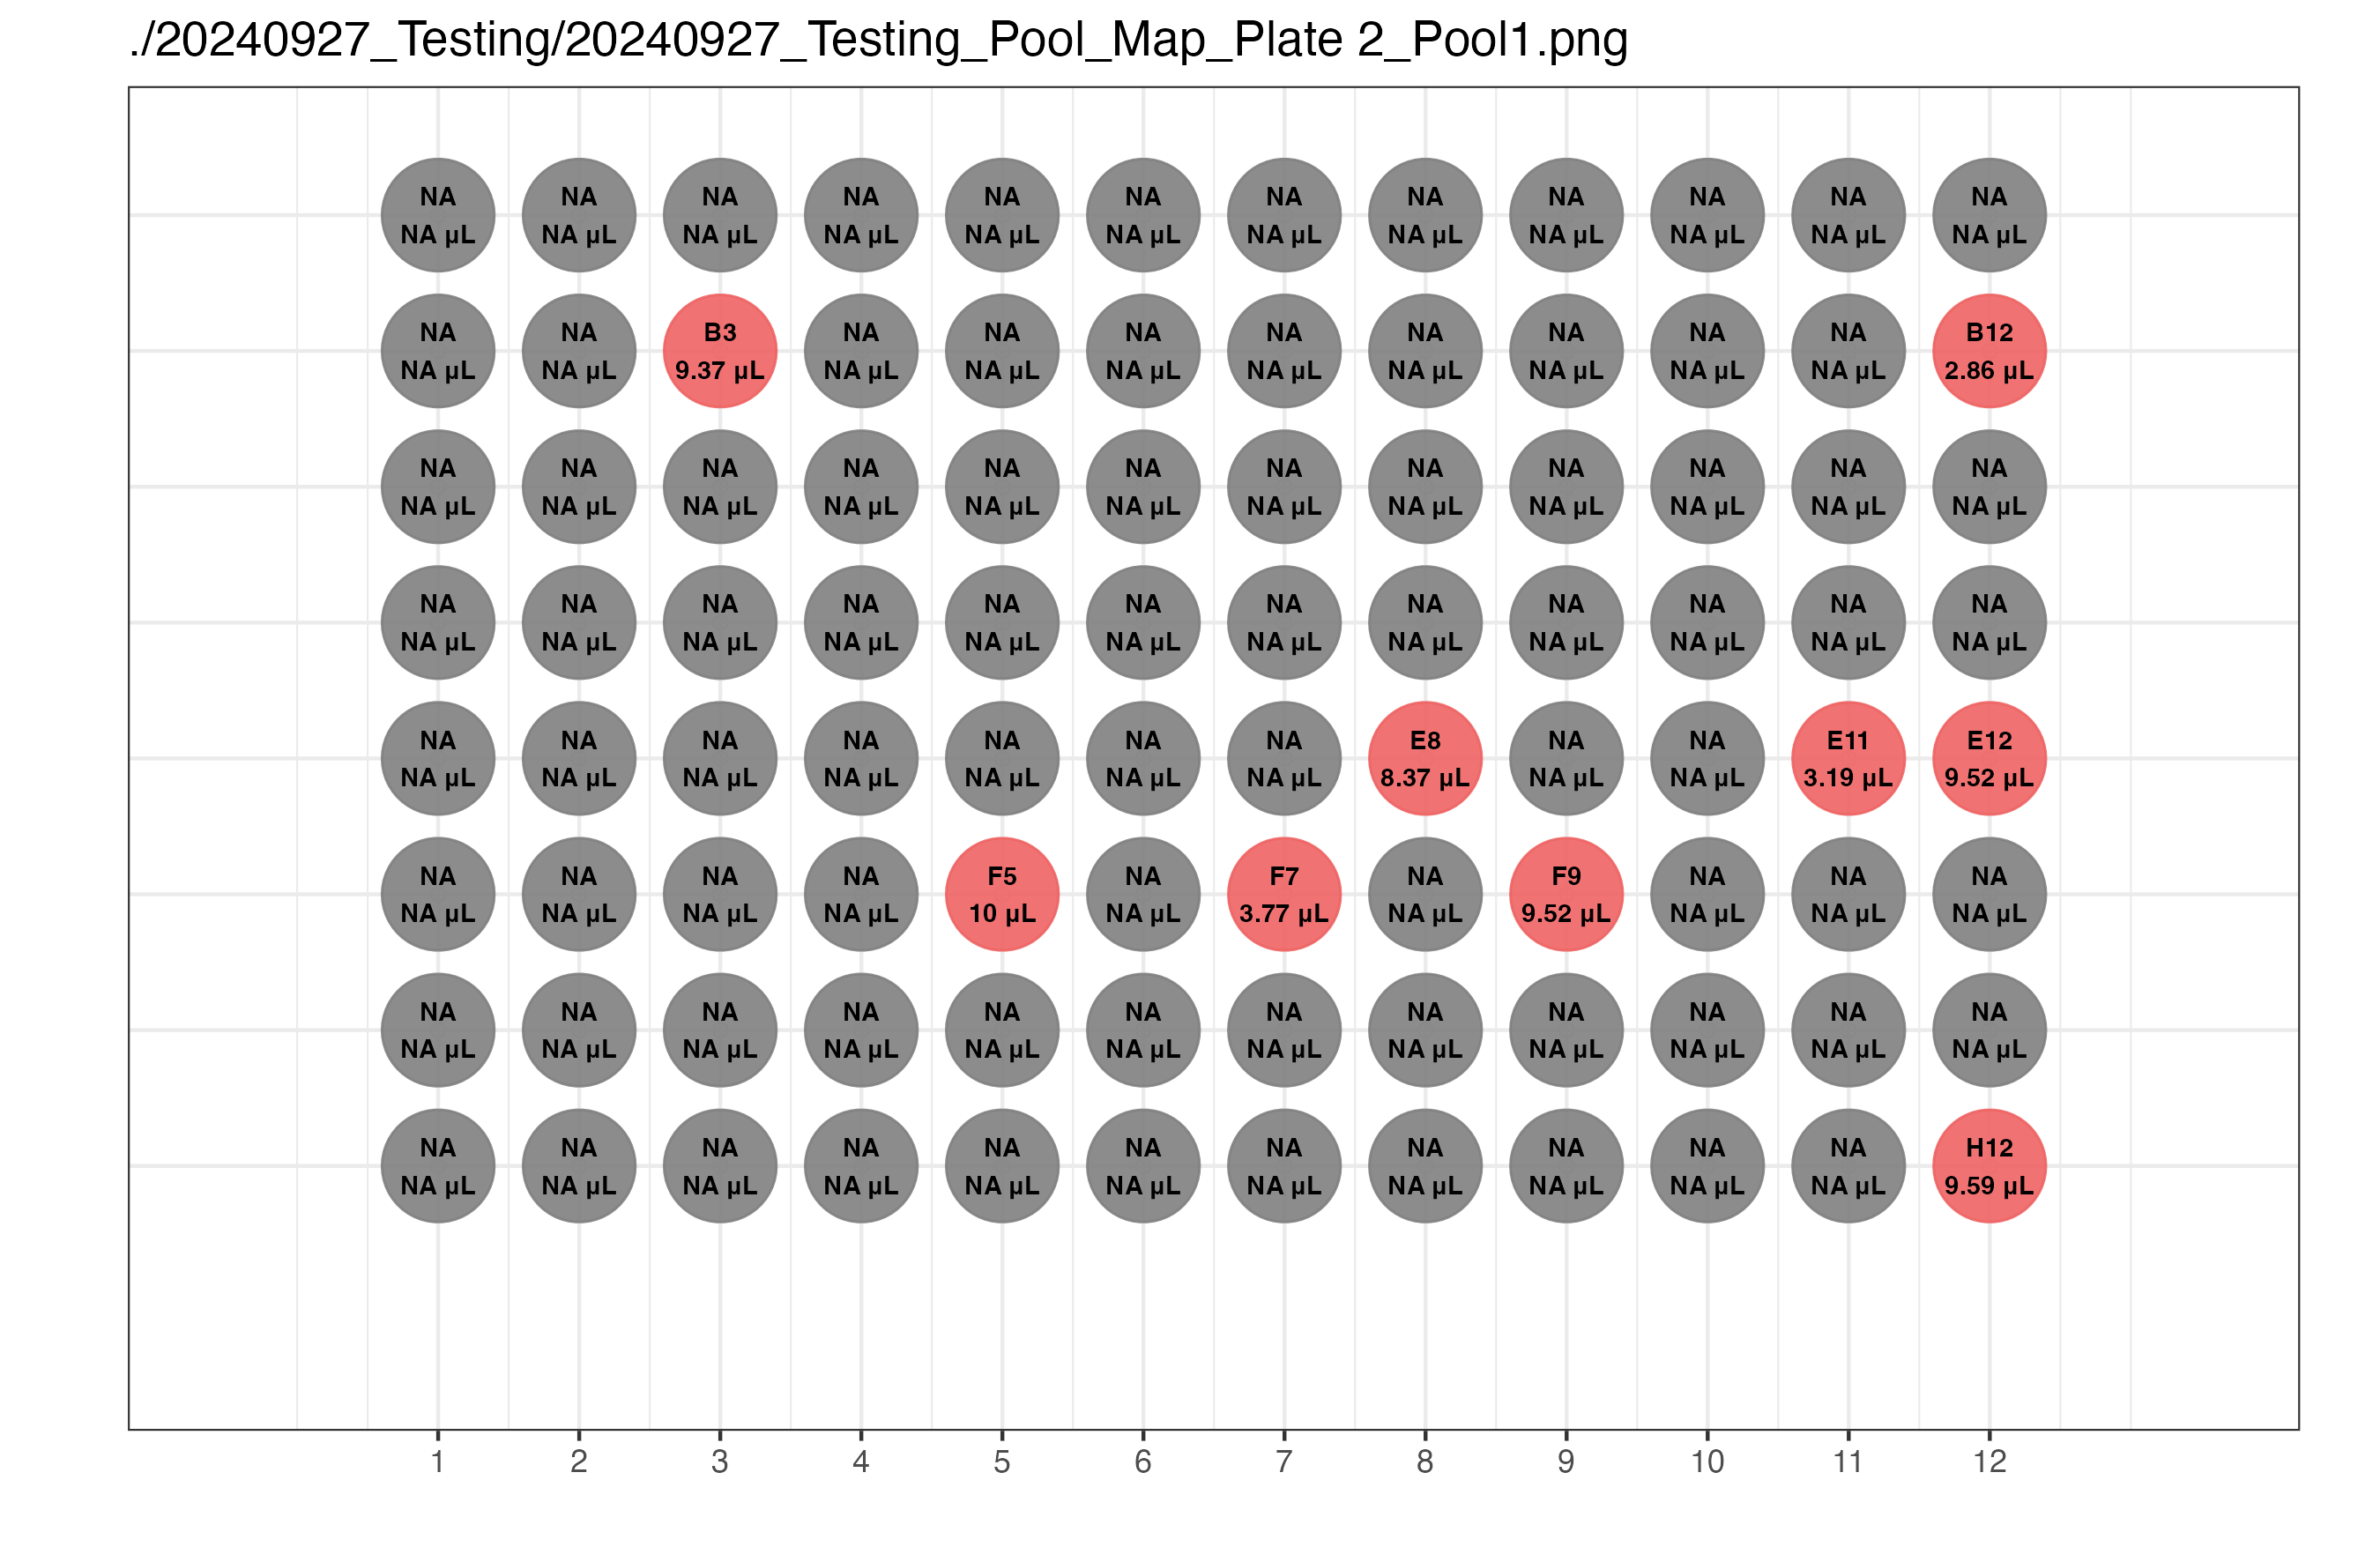 ./20240927_Testing/20240927_Testing_Pool_Map_Plate 2_Pool1.png
NA NA NA NA NA NA NA NA NA NA NA NA
NA µL NA µL NA µL NA µL NA µL NA µL NA µL NA µL NA µL NA µL NA µL NA µL
NA NA B3 NA NA NA NA NA NA NA NA B12
NA µL NA µL 9.37 µL NA µL NA µL NA µL NA µL NA µL NA µL NA µL NA µL 2.86 µL
NA NA NA NA NA NA NA NA NA NA NA NA
NA µL NA µL NA µL NA µL NA µL NA µL NA µL NA µL NA µL NA µL NA µL NA µL
NA NA NA NA NA NA NA NA NA NA NA NA
NA µL NA µL NA µL NA µL NA µL NA µL NA µL NA µL NA µL NA µL NA µL NA µL
NA NA NA NA NA NA NA E8 NA NA E11 E12
NA µL NA µL NA µL NA µL NA µL NA µL NA µL 8.37 µL NA µL NA µL 3.19 µL 9.52 µL
NA NA NA NA F5 NA F7 NA F9 NA NA NA
NA µL NA µL NA µL NA µL 10 µL NA µL 3.77 µL NA µL 9.52 µL NA µL NA µL NA µL
NA NA NA NA NA NA NA NA NA NA NA NA
NA µL NA µL NA µL NA µL NA µL NA µL NA µL NA µL NA µL NA µL NA µL NA µL
NA NA NA NA NA NA NA NA NA NA NA H12
NA µL NA µL NA µL NA µL NA µL NA µL NA µL NA µL NA µL NA µL NA µL 9.59 µL
1 2 3 4 5 6 7 8 9 10 11 12